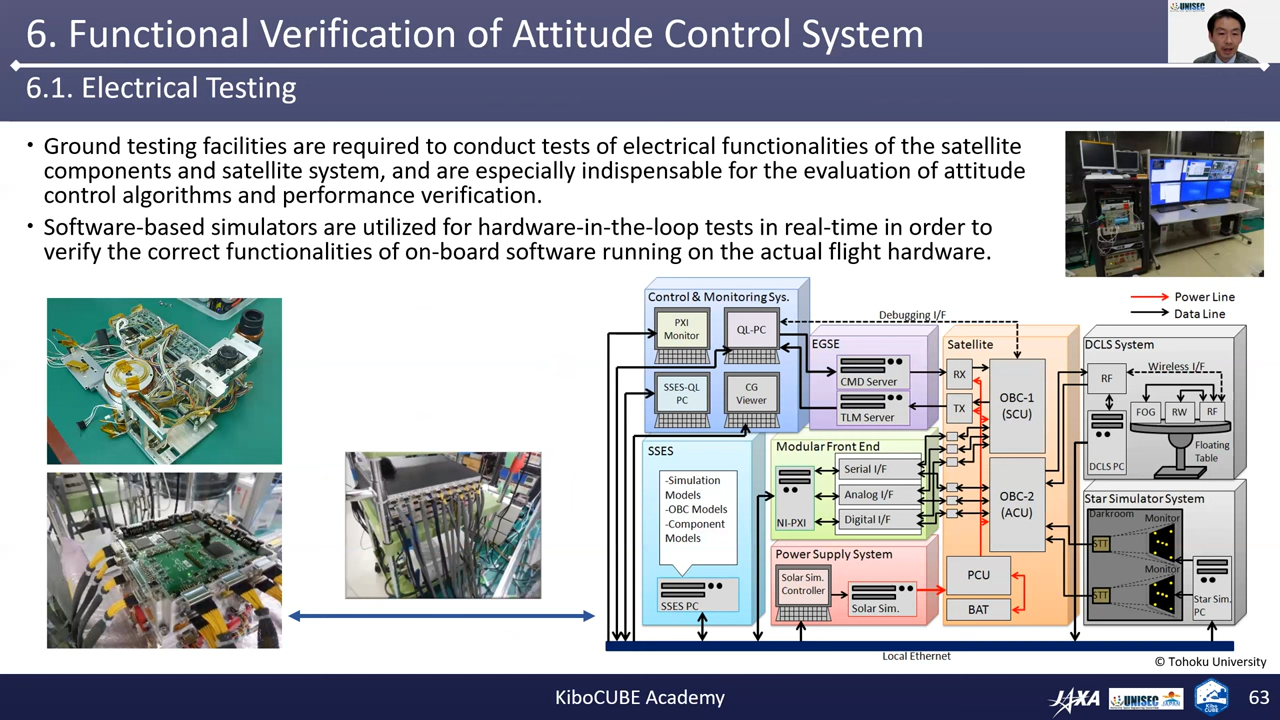 6. Functional Verification of Attitude Control System
UNISEC
6.1. Electrical Testing
• Ground testing facilities are required to conduct tests of electrical functionalities of the satellite
components and satellite system, and are especially indispensable for the evaluation of attitude
control algorithms and performance verification.
• Software-based simulators are utilized for hardware-in-the-loop tests in real-time in order to
verify the correct functionalities of on-board software running on the actual flight hardware.
Power Line
Data Line
Control & Monitoring Sys.
PXI
Monitor
QL-PC
SSES-QL
PC
CG
Viewer
Debugging I/F
EGSE
CMD Server
TLM Server
Satellite
RX
TX
OBC-1
(SCU)
OBC-2
(ACU)
PCU
BAT
DCLS System
Wireless I/F
RF
FOG
RW
RF
DCLS PC
Floating
Table
SSES
-Simulation
Models
-OBC Models
-Component
Models
SSES PC
Modular Front End
NI-PXI
Serial I/F
Analog I/F
Digital I/F
Power Supply System
Solar Sim.
Controller
Solar Sim.
Star Simulator System
Darkroom
Monitor
STT
Monitor
STT
Star Sim.
PC
Local Ethernet
© Tohoku University
KiboCUBE Academy
JAXA
UNISEC
JAPAN
Kibo
CUBE
63